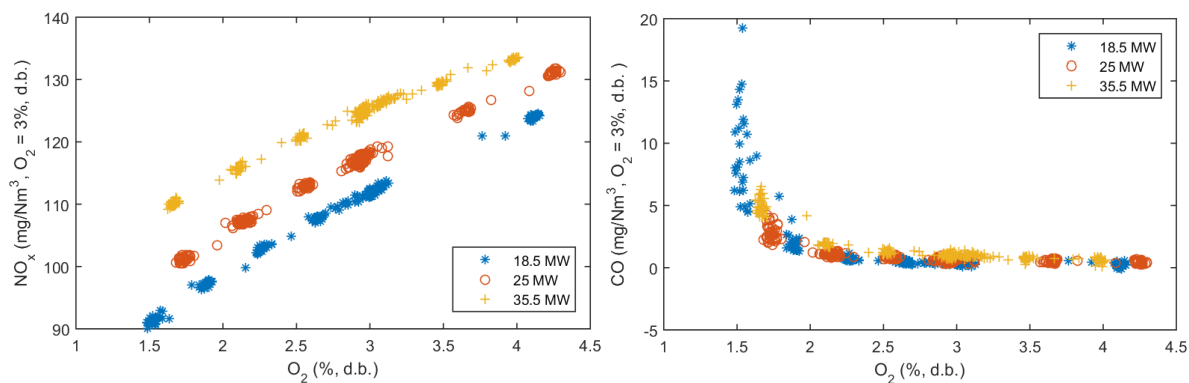 140
130
120
110
100
90
NOx (mg/Nm³, O₂ = 3%, d.b.)
18.5 MW
25 MW
35.5 MW
1 1.5 2 2.5 3 3.5 4 4.5
O₂ (%, d.b.)
20
15
10
5
0
-5
CO (mg/Nm³, O₂ = 3%, d.b.)
18.5 MW
25 MW
35.5 MW
1 1.5 2 2.5 3 3.5 4 4.5
O₂ (%, d.b.)